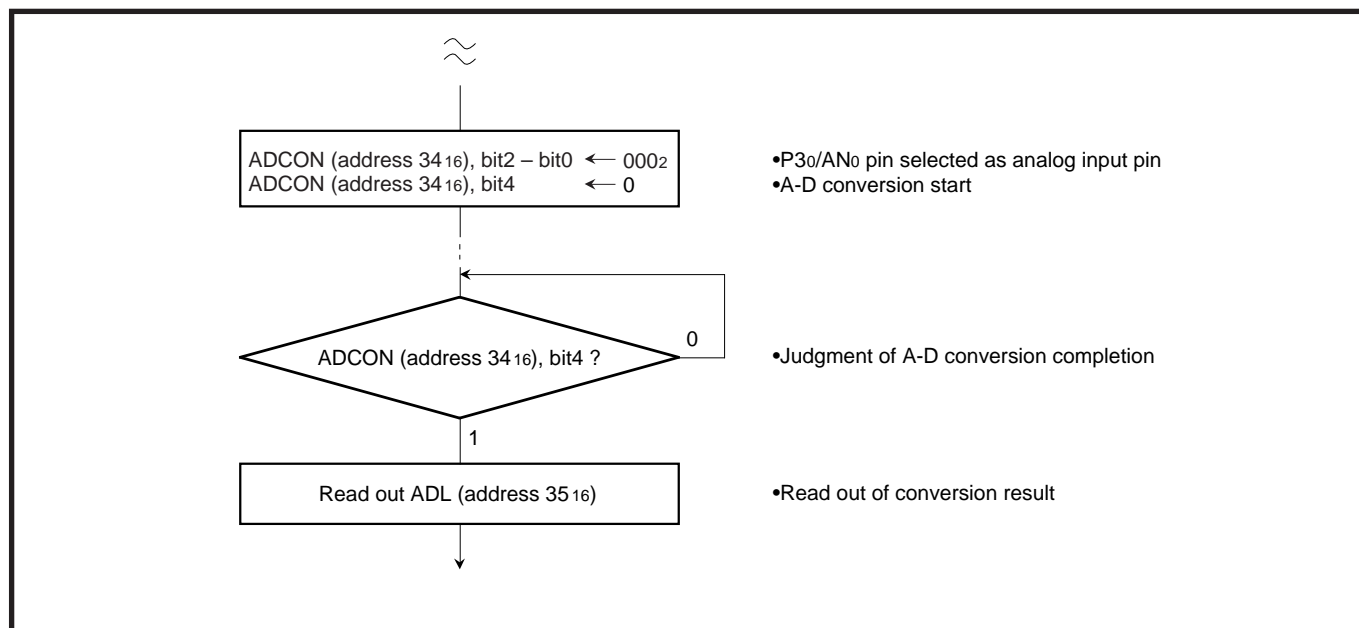 ADCON (address 34₁₆), bit2 – bit0 ← 000₂
•P3₀/AN₀ pin selected as analog input pin
ADCON (address 34₁₆), bit4 ← 0
•A-D conversion start
0
ADCON (address 34₁₆), bit4 ?
•Judgment of A-D conversion completion
1
Read out ADL (address 35₁₆)
•Read out of conversion result